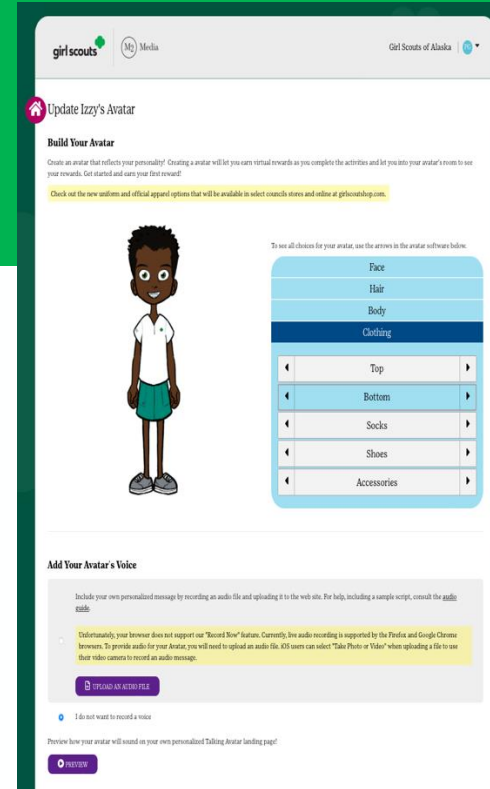 girl scouts
M2 Media
Girl Scouts of Alaska
Update Izzy's Avatar
Build Your Avatar
Create an avatar that reflects your personality! Creating a avatar will let you earn virtual rewards as you complete the activities and let you into your avatar's room to see
your rewards. Get started and earn your first reward!
Check out the new uniform and official apparel options that will be available in select councils stores and online at girlscoutshop.com.
To see all choices for your avatar, use the arrows in the avatar software below.
Face
Hair
Body
Clothing
Top
Bottom
Socks
Shoes
Accessories
Add Your Avatar's Voice
Include your own personalized message by recording an audio file and uploading it to the web site. For help, including a sample script, consult the audio
guide.
Unfortunately, your browser does not support our "Record Now" feature. Currently, live audio recording is supported by the Firefox and Google Chrome
browsers. To provide audio for your Avatar, you will need to upload an audio file. iOS users can select "Take Photo or Video" when uploading a file to use
their video camera to record an audio message.
UPLOAD AN AUDIO FILE
I do not want to record a voice
Preview how your avatar will sound on your own personalized Talking Avatar landing page!
PREVIEW